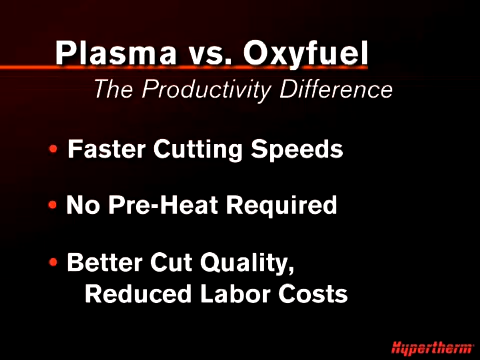 Plasma vs. Oxyfuel
The Productivity Difference
• Faster Cutting Speeds
• No Pre-Heat Required
• Better Cut Quality,
Reduced Labor Costs
Hypertherm